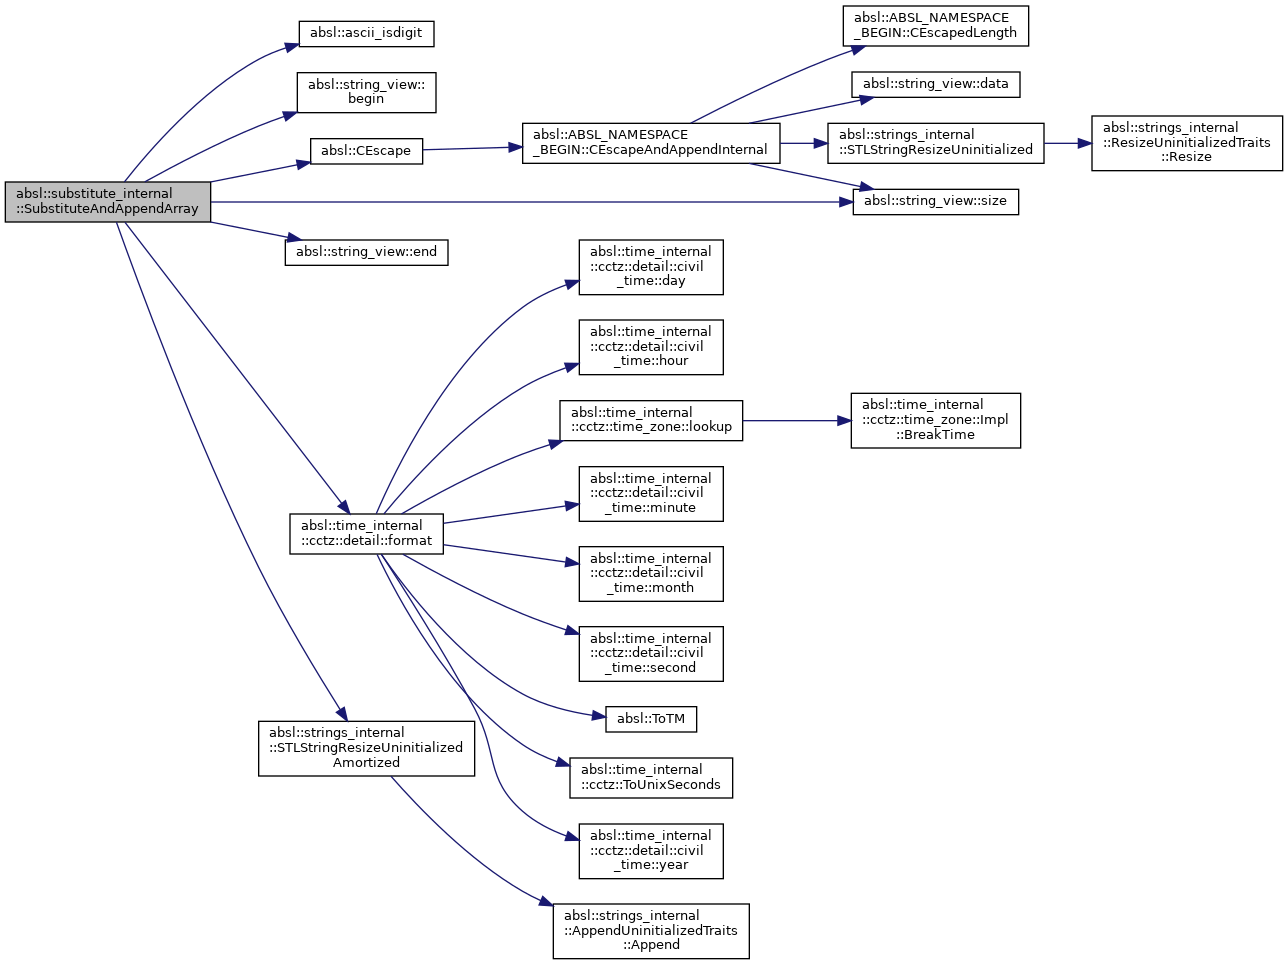 absl::substitute_internal
::SubstituteAndAppendArray
absl::ascii_isdigit
absl::string_view::
begin
absl::CEscape
absl::string_view::end
absl::ABSL_NAMESPACE
_BEGIN::CEscapeAndAppendInternal
absl::ABSL_NAMESPACE
_BEGIN::CEscapedLength
absl::string_view::data
absl::strings_internal
::STLStringResizeUninitialized
absl::string_view::size
absl::strings_internal
::ResizeUninitializedTraits
::Resize
absl::time_internal
::cctz::detail::format
absl::time_internal
::cctz::detail::civil
_time::day
absl::time_internal
::cctz::detail::civil
_time::hour
absl::time_internal
::cctz::time_zone::lookup
absl::time_internal
::cctz::time_zone::Impl
::BreakTime
absl::time_internal
::cctz::detail::civil
_time::minute
absl::time_internal
::cctz::detail::civil
_time::month
absl::time_internal
::cctz::detail::civil
_time::second
absl::ToTM
absl::time_internal
::cctz::ToUnixSeconds
absl::time_internal
::cctz::detail::civil
_time::year
absl::strings_internal
::STLStringResizeUninitialized
Amortized
absl::strings_internal
::AppendUninitializedTraits
::Append